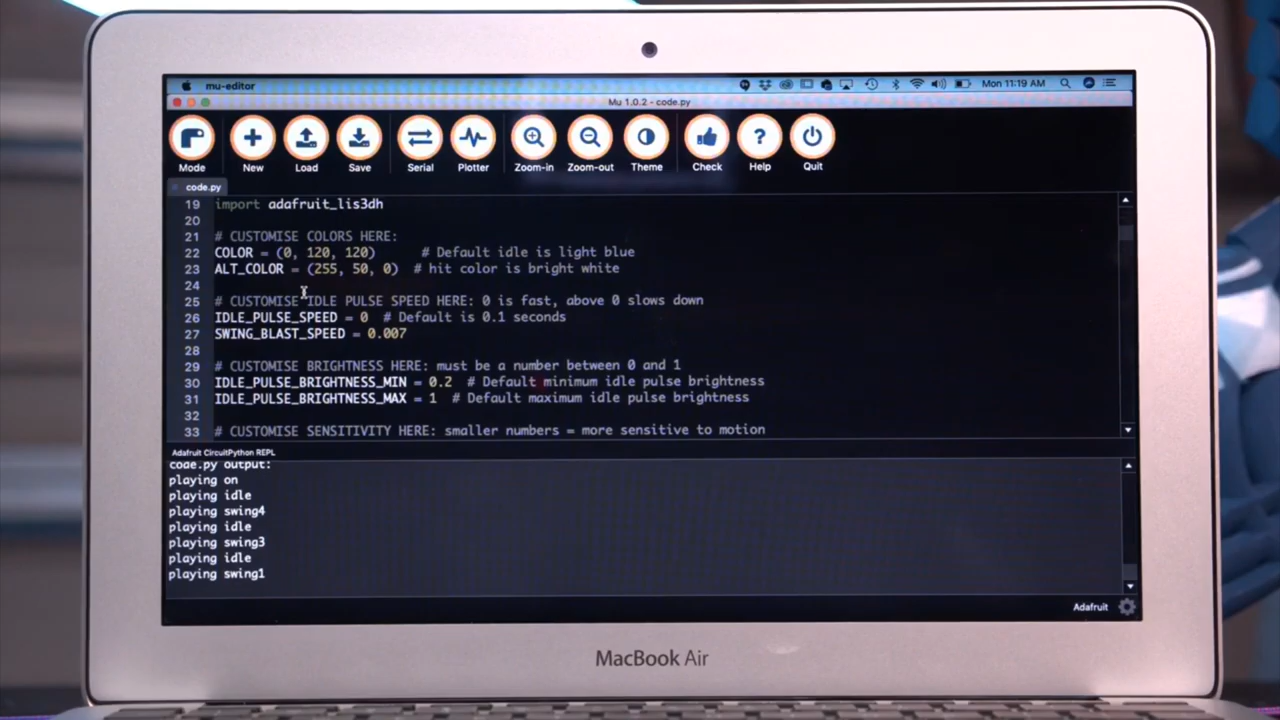 mu-editor
Mon 11:19 AM
Mu 1.0.2 - code.py
Mode
New
Load
Save
Serial
Plotter
Zoom-in
Zoom-out
Theme
Check
?
Help
Quit
code.py
19 import adafruit_lis3dh
20
21 # CUSTOMISE COLORS HERE:
22 COLOR = (0, 120, 120) # Default idle is light blue
23 ALT_COLOR = (255, 50, 0) # hit color is bright white
24
25 # CUSTOMISE IDLE PULSE SPEED HERE: 0 is fast, above 0 slows down
26 IDLE_PULSE_SPEED = 0 # Default is 0.1 seconds
27 SWING_BLAST_SPEED = 0.007
28
29 # CUSTOMISE BRIGHTNESS HERE: must be a number between 0 and 1
30 IDLE_PULSE_BRIGHTNESS_MIN = 0.2 # Default minimum idle pulse brightness
31 IDLE_PULSE_BRIGHTNESS_MAX = 1 # Default maximum idle pulse brightness
32
33 # CUSTOMISE SENSITIVITY HERE: smaller numbers = more sensitive to motion
Adafruit CircuitPython REPL
code.py output:
playing on
playing idle
playing swing4
playing idle
playing swing3
playing idle
playing swing1
Adafruit
MacBook Air